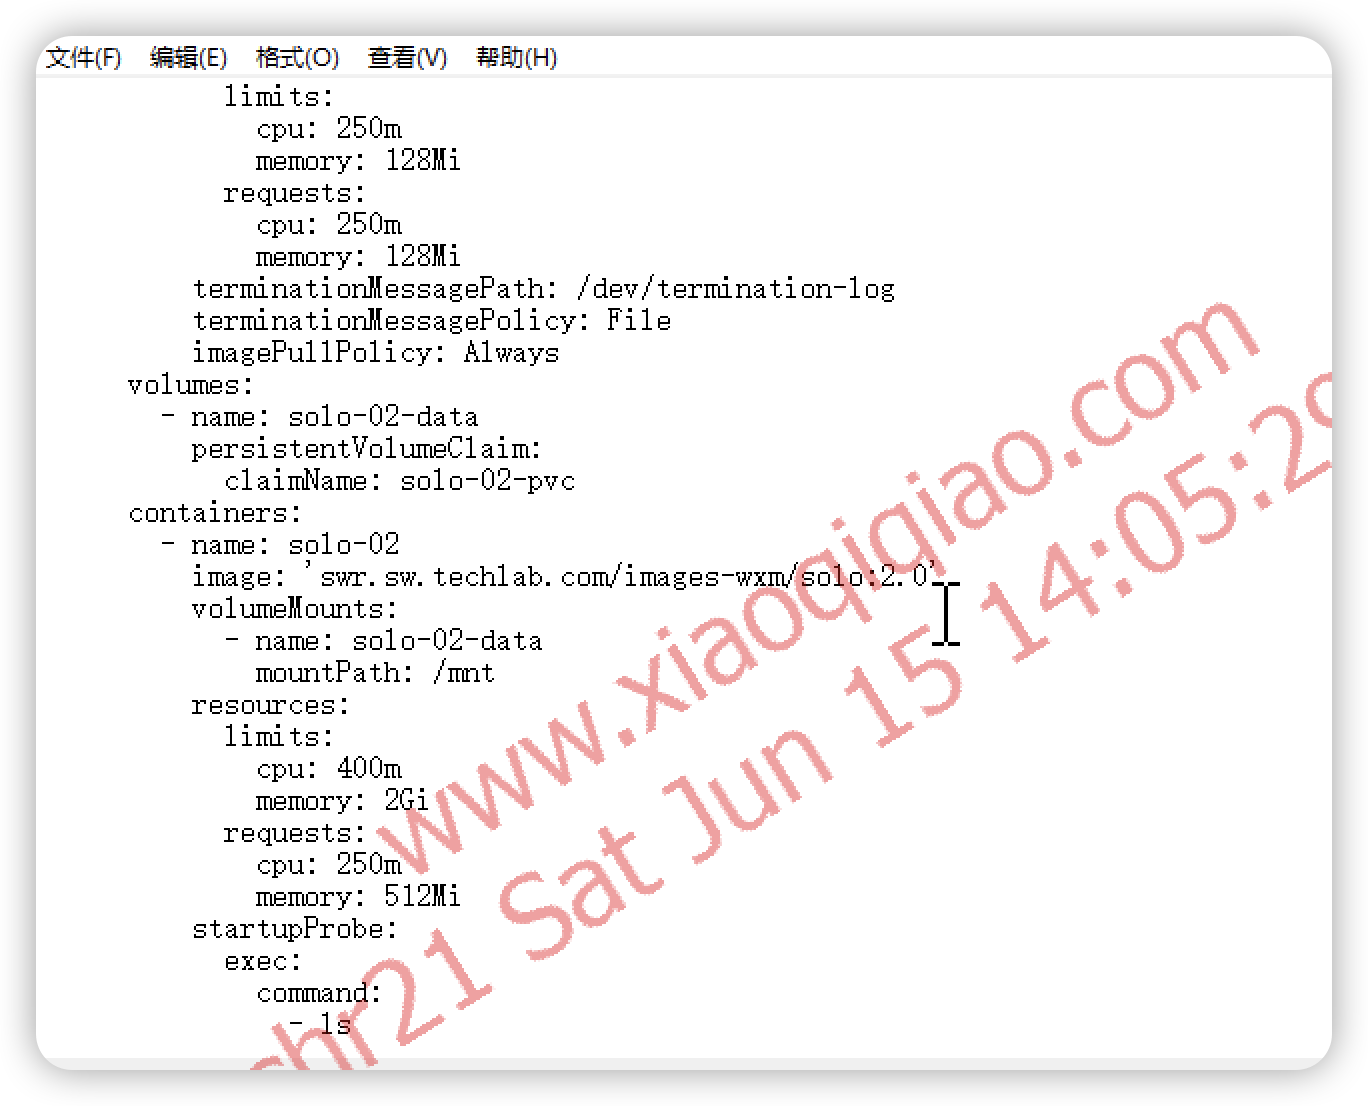 文件(F) 编辑(E) 格式(O) 查看(V) 帮助(H)
limits:
cpu: 250m
memory: 128Mi
requests:
cpu: 250m
memory: 128Mi
terminationMessagePath: /dev/termination-log
terminationMessagePolicy: File
imagePullPolicy: Always
volumes:
- name: solo-02-data
persistentVolumeClaim:
claimName: solo-02-pvc
containers:
- name: solo-02
image: 'swr.sw.techlab.com/images-wxm/solo:2.0'
volumeMounts:
- name: solo-02-data
mountPath: /mnt
resources:
limits:
cpu: 400m
memory: 2Gi
requests:
cpu: 250m
memory: 512Mi
startupProbe:
exec:
command:
- ls
www.xiaoqiqiao.com
chr21 Sat Jun 15 14:05:29